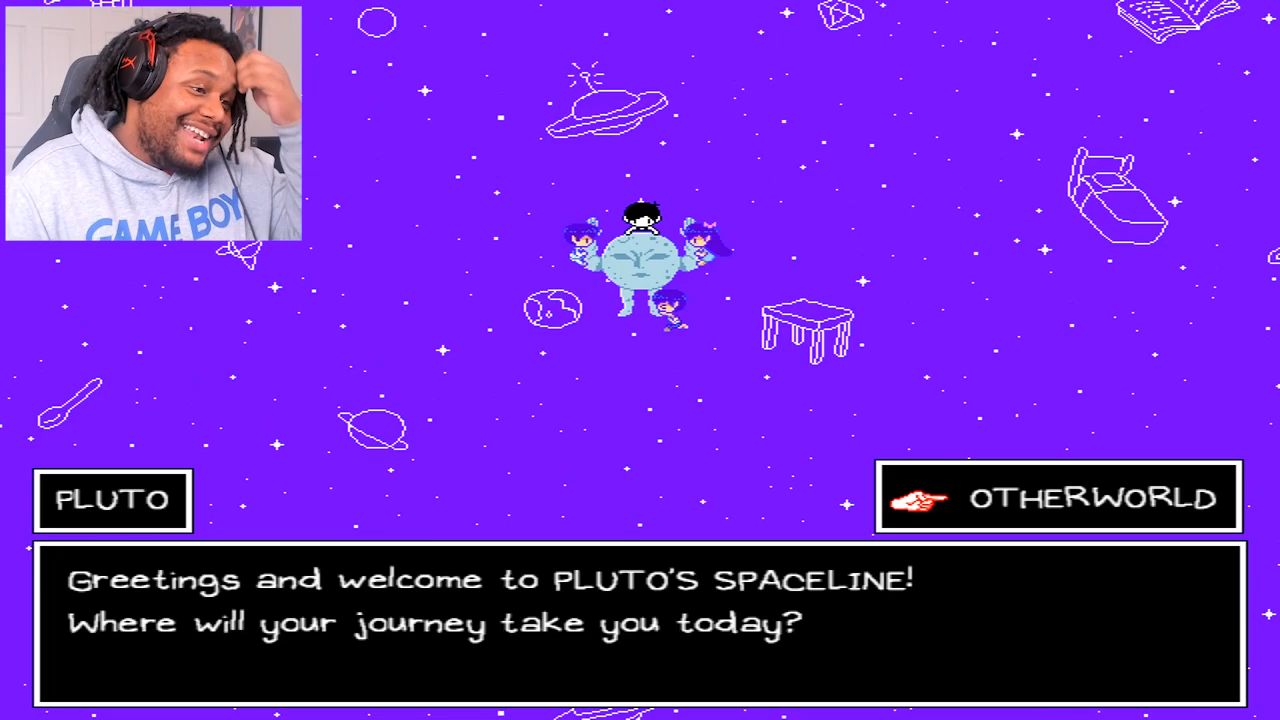 GAME BOY
PLUTO
OTHERWORLD
Greetings and welcome to PLUTO'S SPACELINE!
Where will your journey take you today?